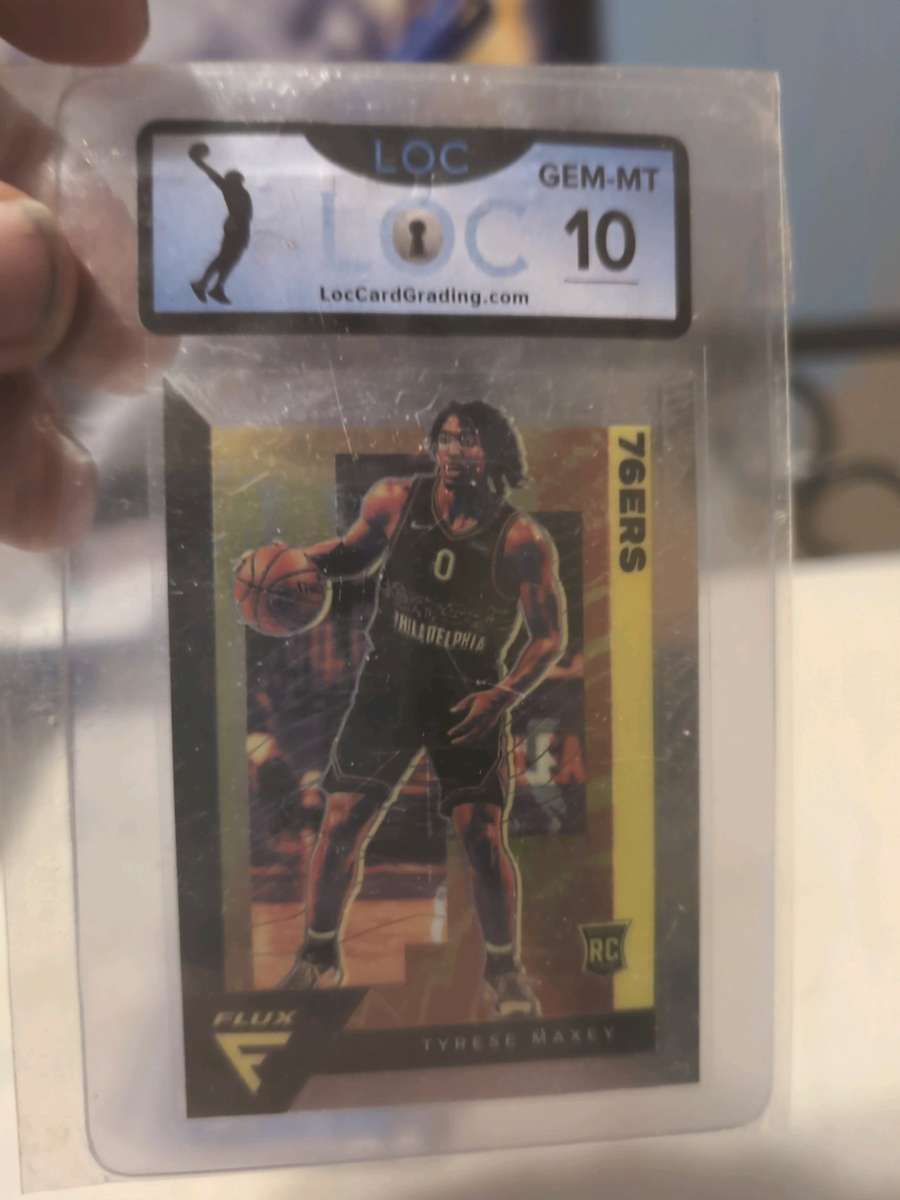 LOC
GEM-MT
LOC
10
LocCardGrading.com
76ERS
0
PHILADELPHIA
RC
FLUX
TYRESE MAXEY